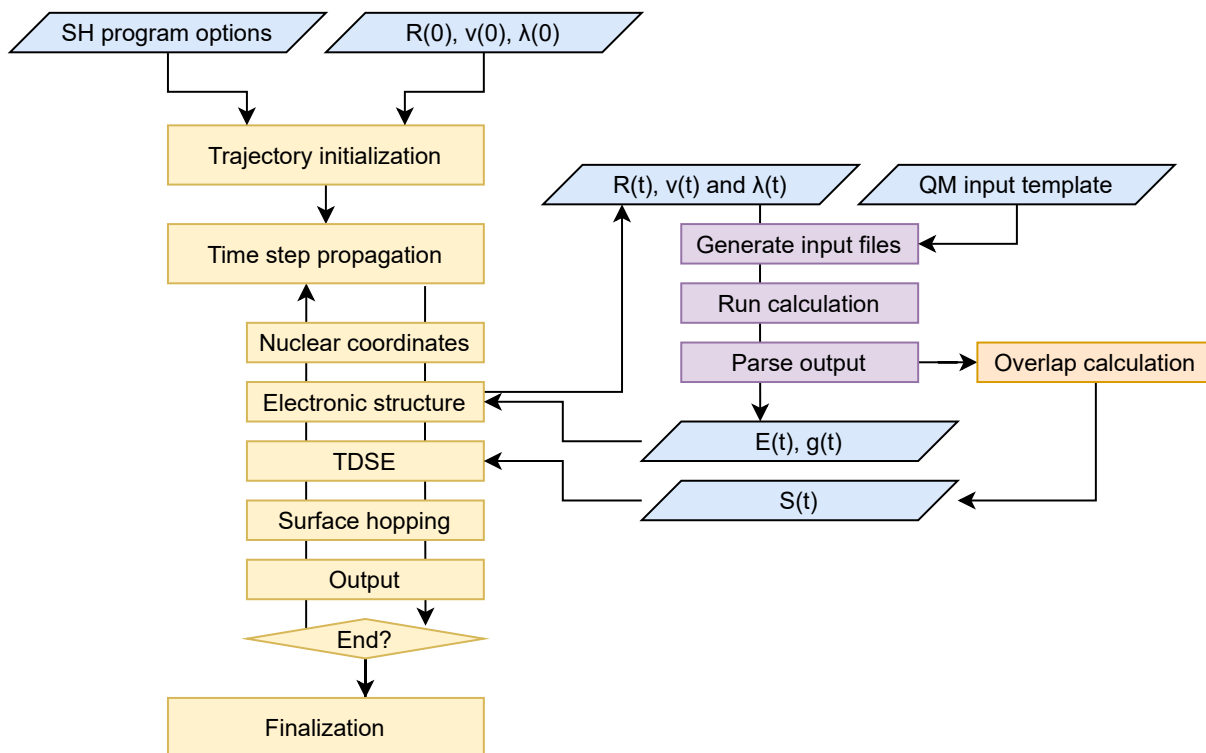 SH program options
R(0), v(0), λ(0)
Trajectory initialization
Time step propagation
Nuclear coordinates
Electronic structure
TDSE
Surface hopping
Output
End?
Finalization
R(t), v(t) and λ(t)
QM input template
Generate input files
Run calculation
Parse output
Overlap calculation
E(t), g(t)
S(t)